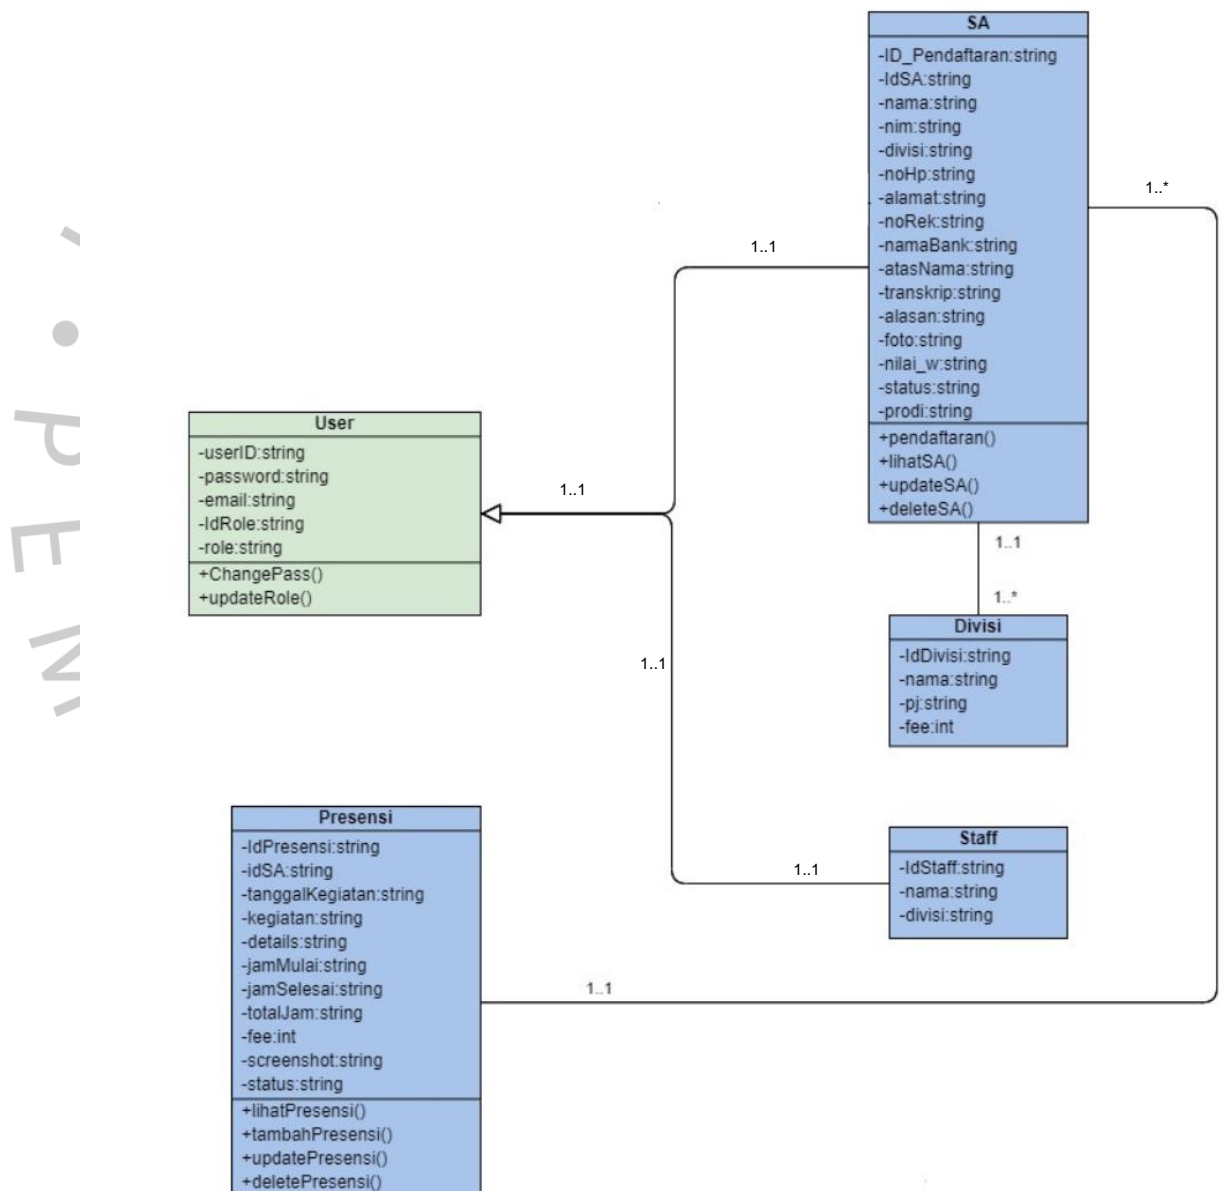 SA
-ID_Pendaftaran:string
-IdSA:string
-nama:string
-nim:string
-divisi:string
-noHp:string
-alamat:string
-noRek:string
-namaBank:string
-atasNama:string
-transkrip:string
-alasan:string
-foto:string
-nilai_w:string
-status:string
-prodi:string
+pendaftaran()
+lihatSA()
+updateSA()
+deleteSA()
1..*
1..1
User
-userID:string
-password:string
-email:string
-IdRole:string
-role:string
+ChangePass()
+updateRole()
1..1
1..1
1..*
Divisi
-IdDivisi:string
-nama:string
-pj:string
-fee:int
1..1
Staff
-IdStaff:string
-nama:string
-divisi:string
1..1
Presensi
-IdPresensi:string
-idSA:string
-tanggalKegiatan:string
-kegiatan:string
-details:string
-jamMulai:string
-jamSelesai:string
-totalJam:string
-fee:int
-screenshot:string
-status:string
+lihatPresensi()
+tambahPresensi()
+updatePresensi()
+deletePresensi()
1..1